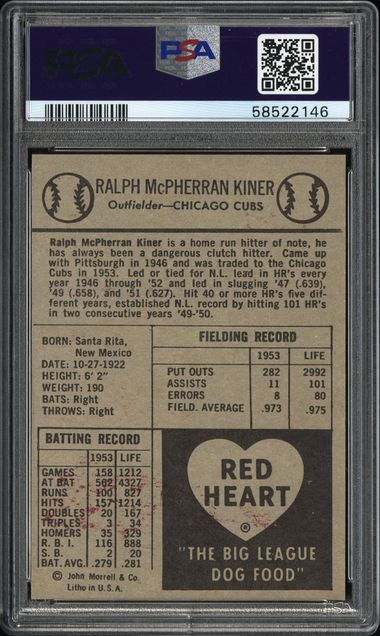 PSA
PSA
58522146
RALPH McPHERRAN KINER
Outfielder—CHICAGO CUBS
Ralph McPherran Kiner is a home run hitter of note, he
has always been a dangerous clutch hitter. Came up
with Pittsburgh in 1946 and was traded to the Chicago
Cubs in 1953. Led or tied for N.L. lead in HR's every
year 1946 through '52 and led in slugging '47 (.639),
'49 (.658), and '51 (.627). Hit 40 or more HR's five dif-
ferent years, established N.L. record by hitting 101 HR's
in two consecutive years '49-'50.
BORN: Santa Rita,
New Mexico
DATE: 10-27-1922
HEIGHT: 6' 2"
WEIGHT: 190
BATS: Right
THROWS: Right
FIELDING RECORD
1953 LIFE
PUT OUTS 282 2992
ASSISTS 11 101
ERRORS 8 80
FIELD. AVERAGE .973 .975
BATTING RECORD
1953 LIFE
GAMES 158 1212
AT BAT 562 4327
RUNS 100 827
HITS 157 1214
DOUBLES 20 167
TRIPLES 3 34
HOMERS 35 329
R.B.I. 116 888
S.B. 2 20
BAT. AVG. .279 .281
© John Morrell & Co.
Litho in U.S.A.
RED
HEART
®
"THE BIG LEAGUE
DOG FOOD"